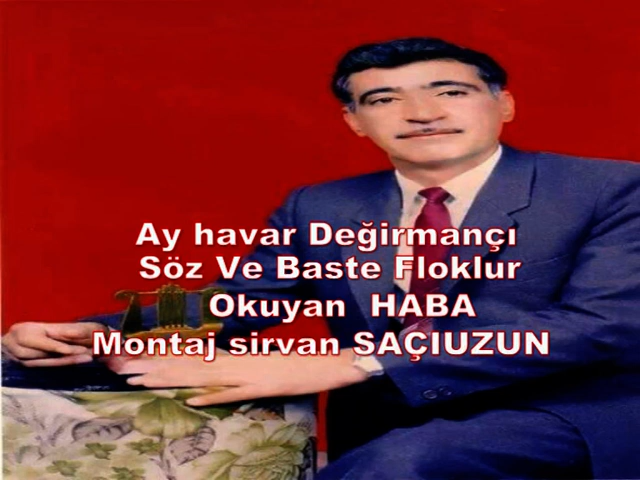 Ay havar Değirmançı
Söz Ve Baste Floklur
Okuyan HABA
Montaj sirvan SAÇIUZUN